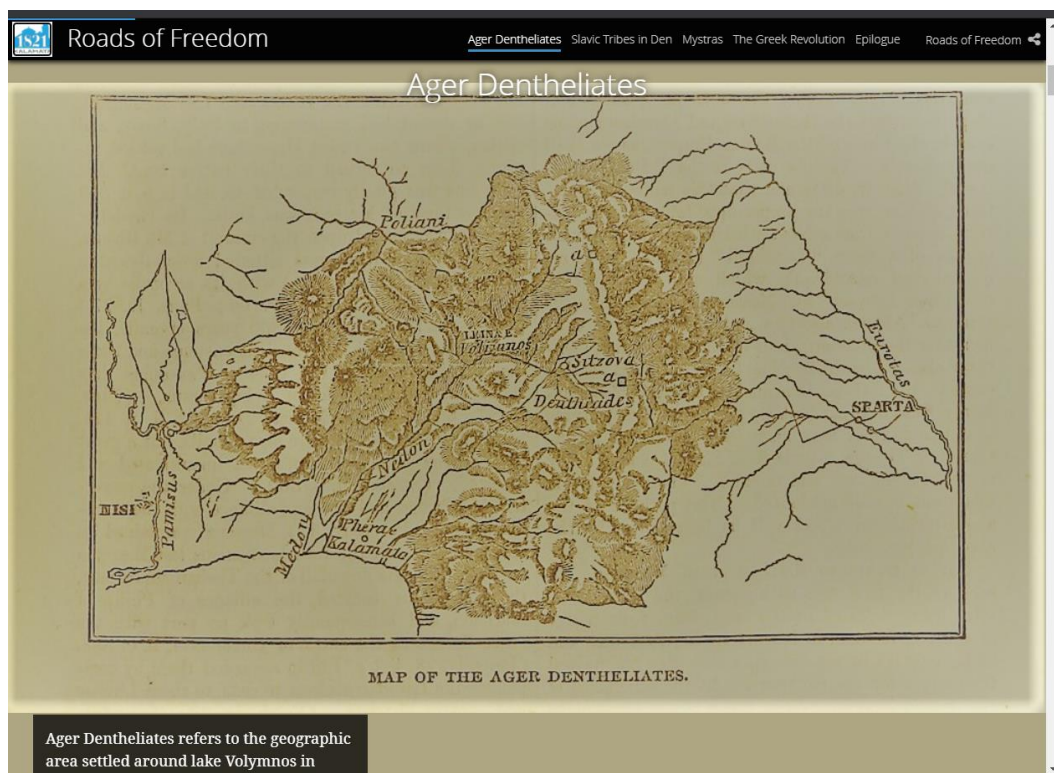 1821
KALAMATA
Roads of Freedom
Ager Dentheliates Slavic Tribes in Den Mystras The Greek Revolution Epilogue Roads of Freedom
Ager Dentheliates
Poliani
a
Volimnos
Eurotas
Sitzova
a
Denthiades
SPARTA
Nedon
NISI
Pamisus
Pherae
Kalamata
MAP OF THE AGER DENTHELIATES.
Ager Dentheliates refers to the geographic
area settled around lake Volymnos in